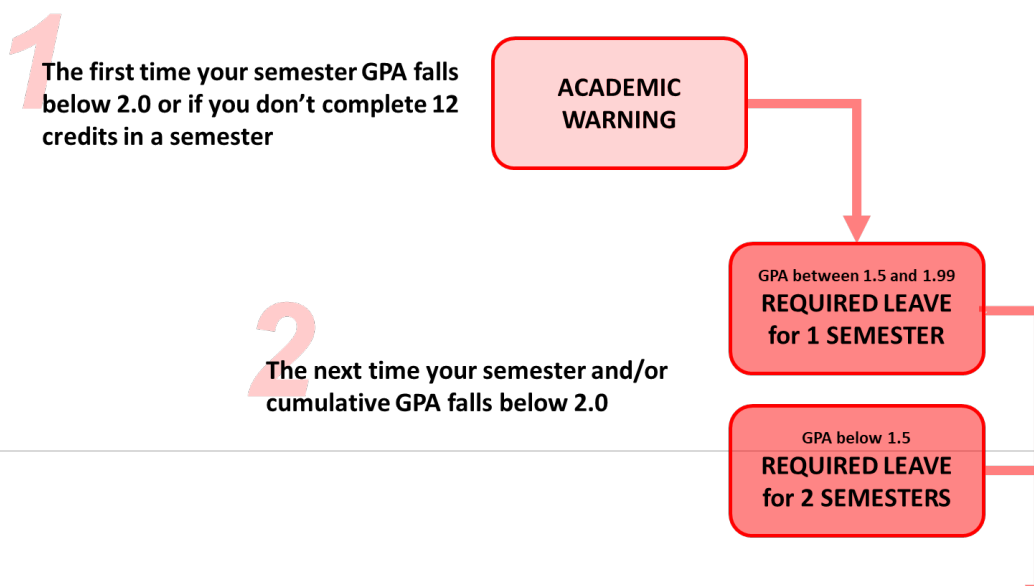 1
The first time your semester GPA falls
below 2.0 or if you don’t complete 12
credits in a semester
ACADEMIC
WARNING
2
The next time your semester and/or
cumulative GPA falls below 2.0
GPA between 1.5 and 1.99
REQUIRED LEAVE
for 1 SEMESTER
GPA below 1.5
REQUIRED LEAVE
for 2 SEMESTERS